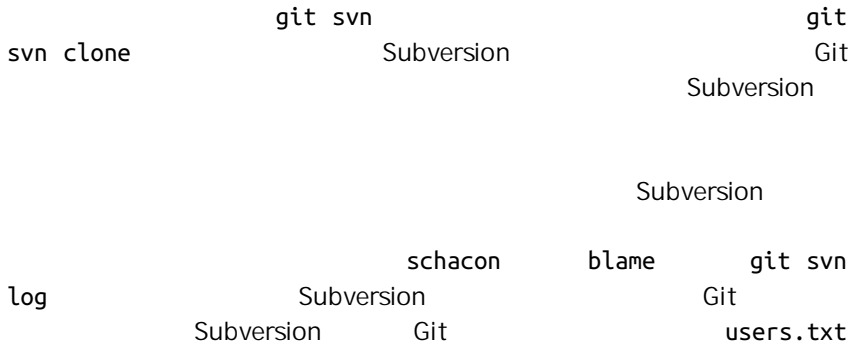 git svn git
svn clone Subversion Git
Subversion
Subversion
schacon blame git svn
log Subversion Git
Subversion Git users.txt